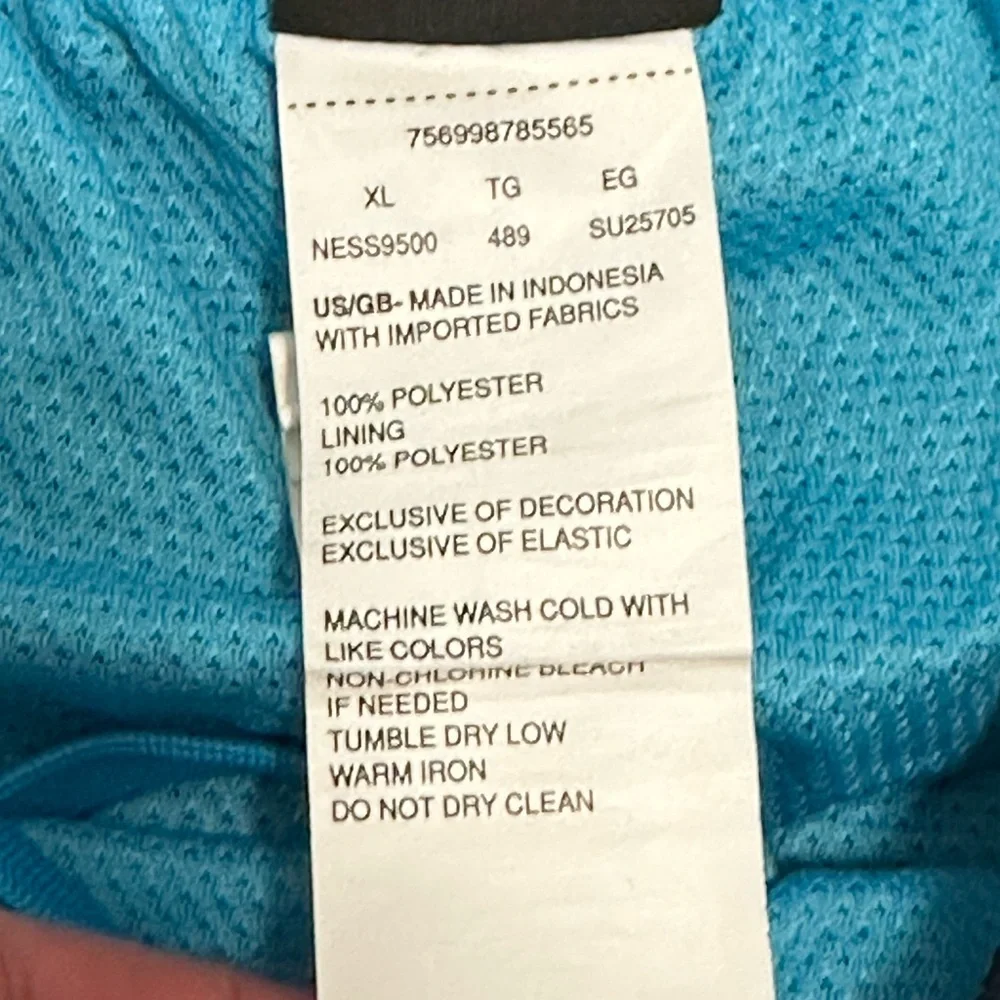 756998785565
XL TG EG
NESS9500 489 SU25705
US/GB- MADE IN INDONESIA
WITH IMPORTED FABRICS
100% POLYESTER
LINING
100% POLYESTER
EXCLUSIVE OF DECORATION
EXCLUSIVE OF ELASTIC
MACHINE WASH COLD WITH
LIKE COLORS
NON-CHLORINE BLEACH
IF NEEDED
TUMBLE DRY LOW
WARM IRON
DO NOT DRY CLEAN